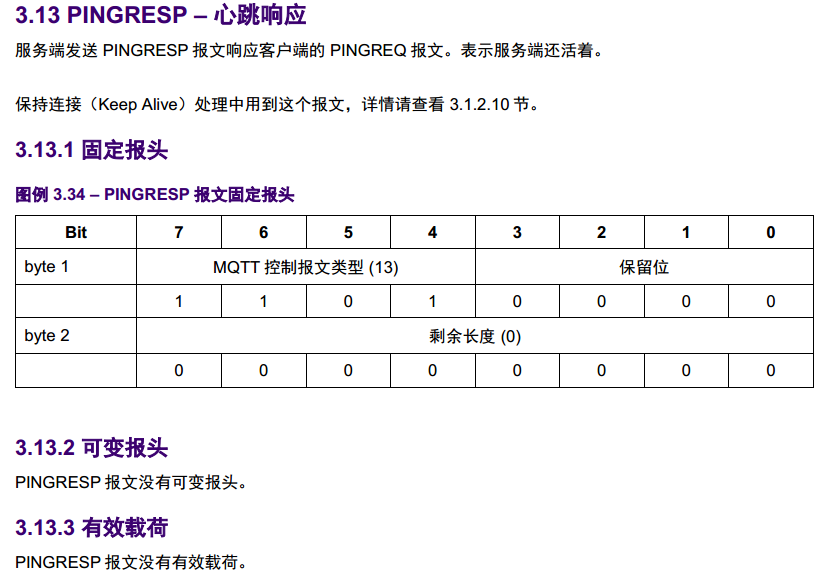 3.13 PINGRESP – 心跳响应
服务端发送 PINGRESP 报文响应客户端的 PINGREQ 报文。表示服务端还活着。
保持连接（Keep Alive）处理中用到这个报文，详情请查看 3.1.2.10 节。
3.13.1 固定报头
图例 3.34 – PINGRESP 报文固定报头
Bit 7 6 5 4 3 2 1 0
byte 1 MQTT 控制报文类型 (13) 保留位
1 1 0 1 0 0 0 0
byte 2 剩余长度 (0)
0 0 0 0 0 0 0 0
3.13.2 可变报头
PINGRESP 报文没有可变报头。
3.13.3 有效载荷
PINGRESP 报文没有有效载荷。